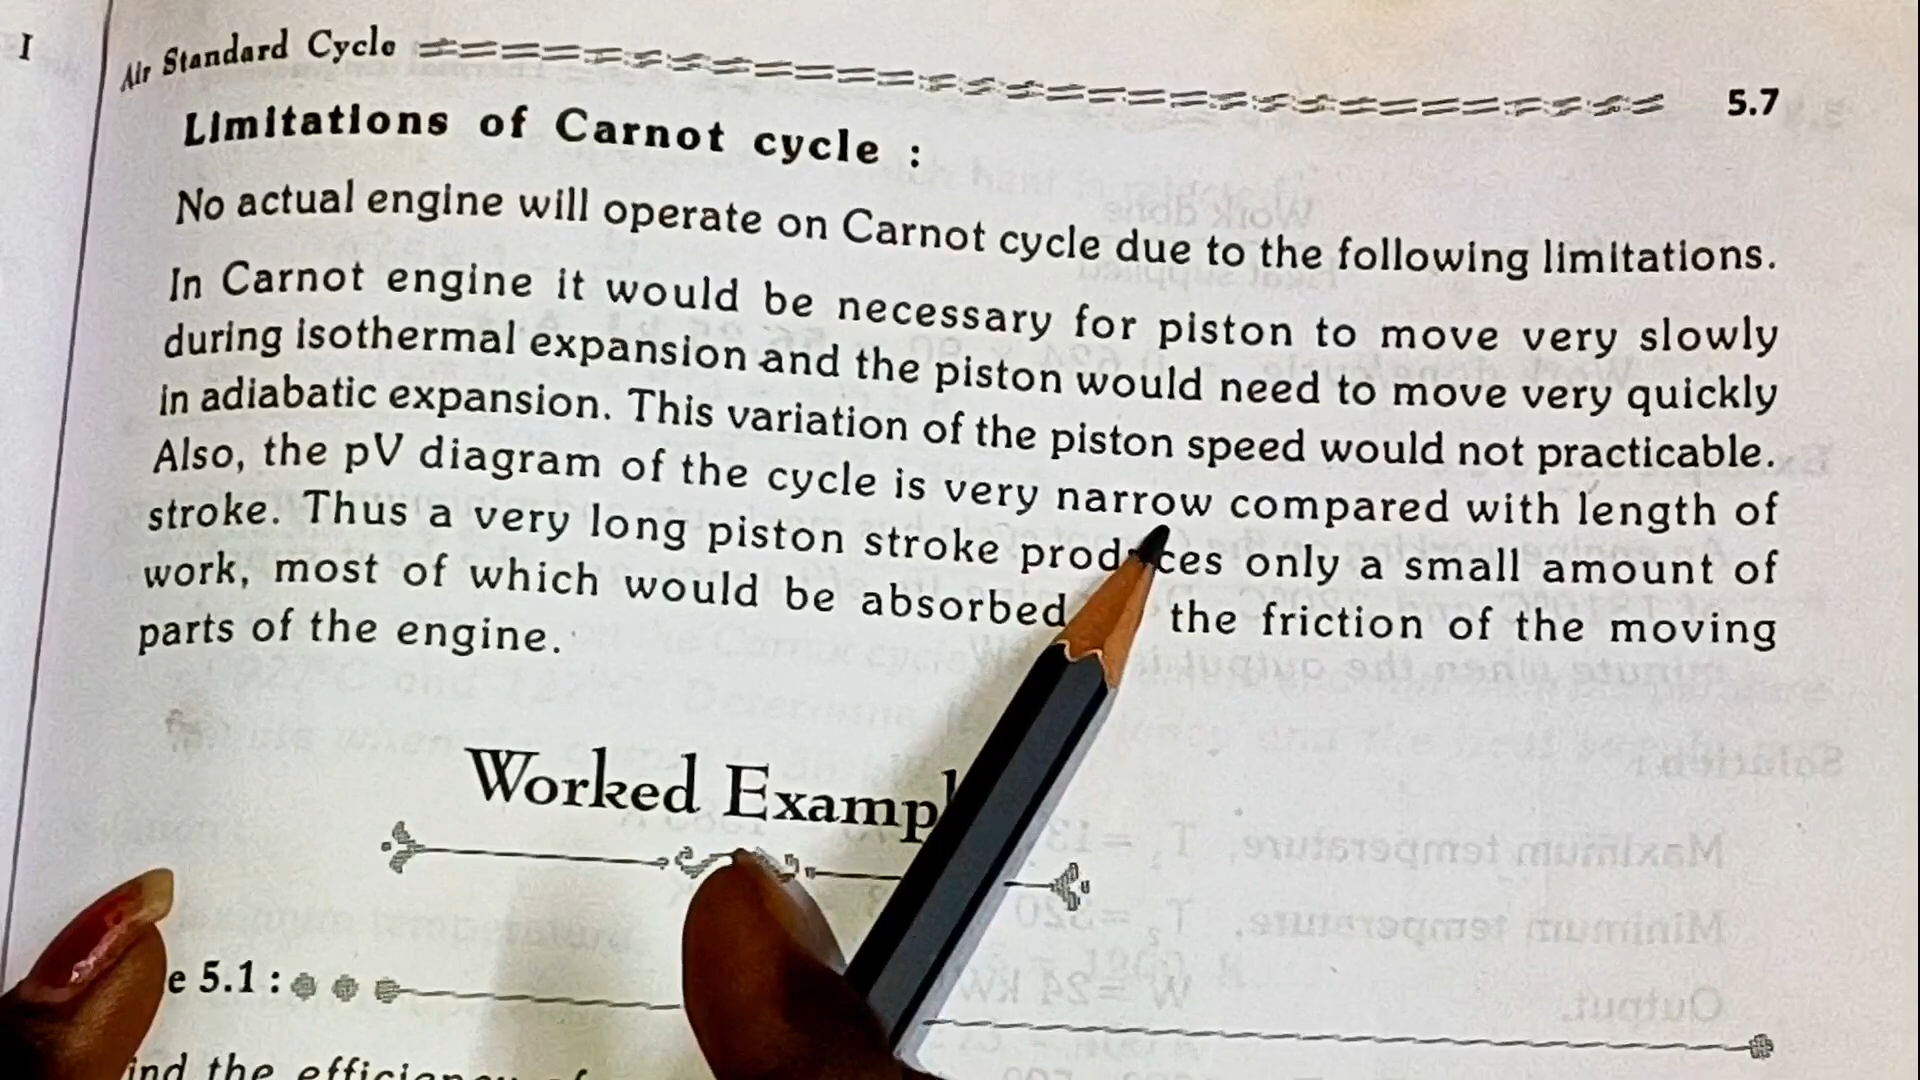 I
Air Standard Cycle
5.7
Limitations of Carnot cycle :
No actual engine will operate on Carnot cycle due to the following limitations.
In Carnot engine it would be necessary for piston to move very slowly
during isothermal expansion and the piston would need to move very quickly
in adiabatic expansion. This variation of the piston speed would not practicable.
Also, the pV diagram of the cycle is very narrow compared with length of
stroke. Thus a very long piston stroke produces only a small amount of
work, most of which would be absorbed the friction of the moving
parts of the engine.
Worked Exampl
e 5.1 :
ind the efficiency of